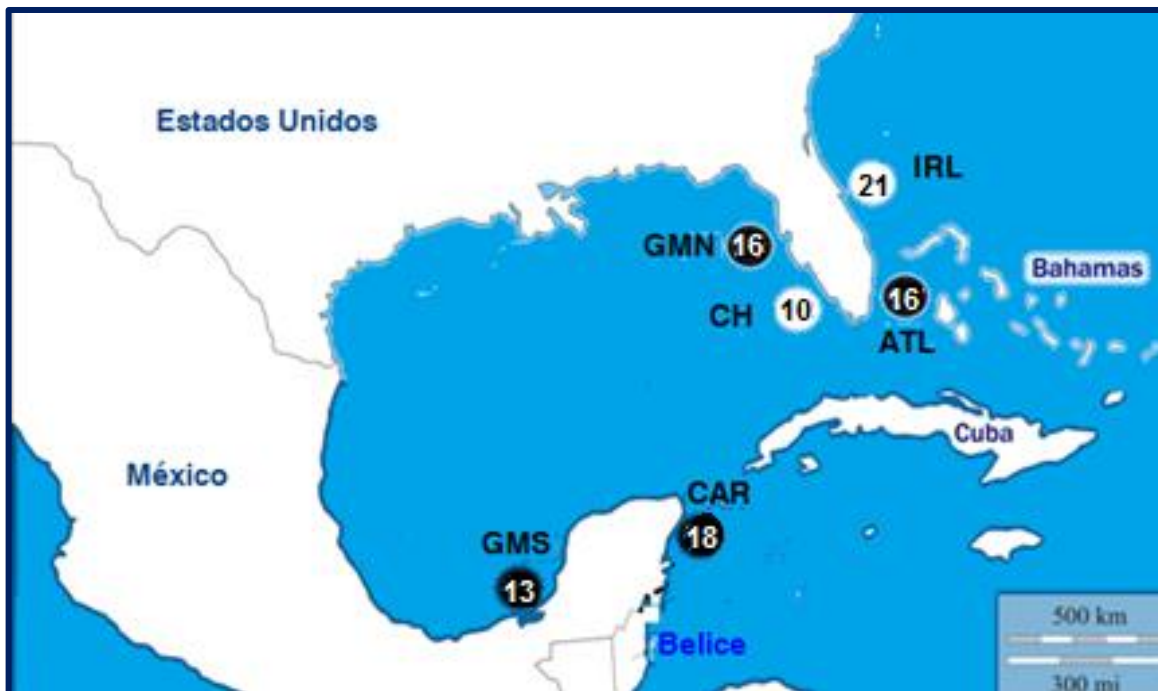 Estados Unidos
IRL
21
GMN
16
Bahamas
CH
10
16
ATL
Cuba
México
CAR
18
GMS
13
Belice
500 km
300 mi